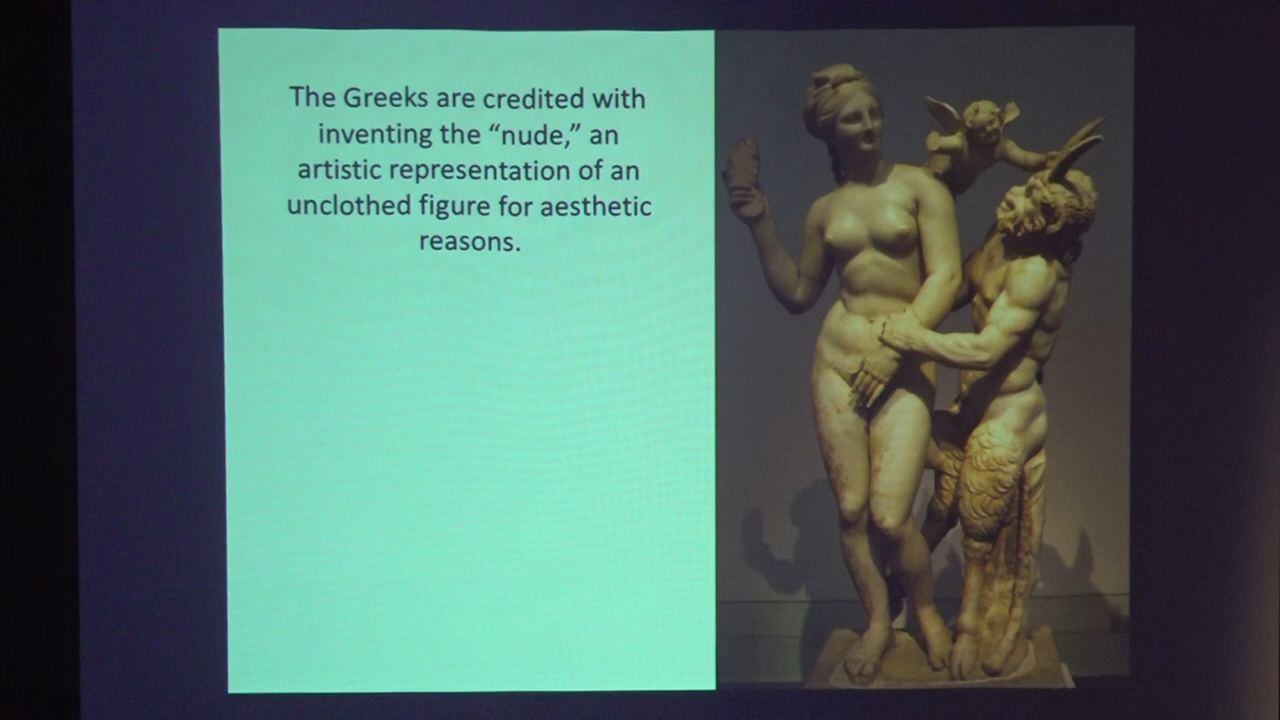 The Greeks are credited with
inventing the “nude,” an
artistic representation of an
unclothed figure for aesthetic
reasons.